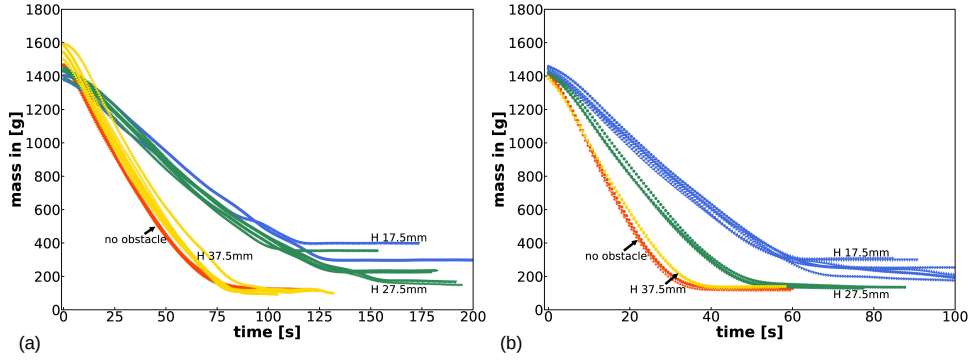 1800
1600
1400
1200
1000
800
600
400
200
0
mass in [g]
no obstacle
H 37.5mm
H 17.5mm
H 27.5mm
0 25 50 75 100 125 150 175 200
time [s]
(a)
1800
1600
1400
1200
1000
800
600
400
200
0
mass in [g]
no obstacle
H 37.5mm
H 17.5mm
H 27.5mm
0 20 40 60 80 100
time [s]
(b)